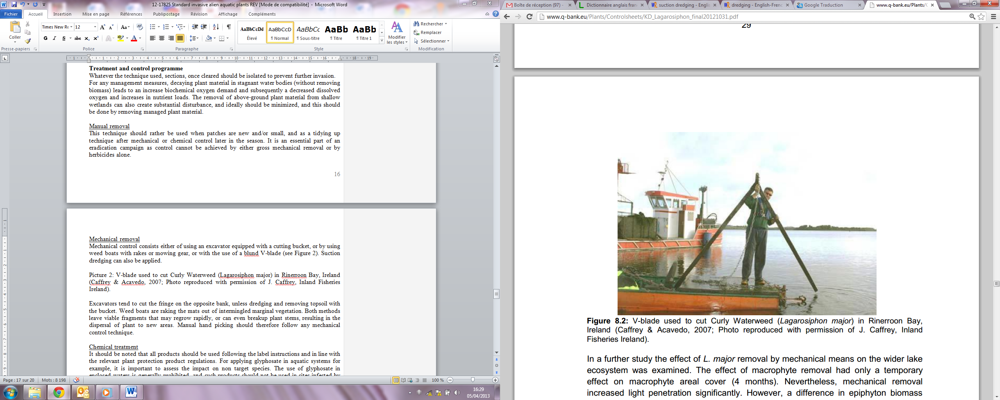 12-17825 Standard invasive alien aquatic plants REV [Mode de compatibilité] - Microsoft Word
Fichier Accueil Insertion Mise en page Références Publipostage Révision Affichage Compléments
Coller
Times New Ro 12
G I S abc
AaBbCcDd AaBbCcD AaBbCc AaBb AaBb
Élevé ¶ Normal ¶ Sous-titre ¶ Titre ¶ Titre 1
Modifier
les styles
Rechercher
Remplacer
Sélectionner
Presse-papiers Police Paragraphe Style Modification
Treatment and control programme
Whatever the technique used, sections, once cleared should be isolated to prevent further invasion.
For any management measures, decaying plant material in stagnant water bodies (without removing
biomass) leads to an increase biochemical oxygen demand and subsequently a decreased dissolved
oxygen and increases in nutrient loads. The removal of above-ground plant material from shallow
wetlands can also create substantial disturbance, and ideally should be minimized, and this should
be done by removing managed plant material.
Manual removal
This technique should rather be used when patches are new and/or small, and as a tidying up
technique after mechanical or chemical control later in the season. It is an essential part of an
eradication campaign as control cannot be achieved by either gross mechanical removal or by
herbicides alone.
16
Mechanical removal
Mechanical control consists either of using an excavator equipped with a cutting bucket, or by using
weed boats with rakes or mowing gear, or with the use of a blund V-blade (see Figure 2). Suction
dredging can also be applied.
Picture 2: V-blade used to cut Curly Waterweed (Lagarosiphon major) in Rinerroon Bay, Ireland
(Caffrey & Acavedo, 2007; Photo reproduced with permission of J. Caffrey, Inland Fisheries
Ireland).
Excavators tend to cut the fringe on the opposite bank, unless dredging and removing topsoil with
the bucket. Weed boats are raking the mats out of intermingled marginal vegetation. Both methods
leave viable fragments that may regrow rapidly, or can even breakup plant stems, resulting in the
dispersal of plant to new areas. Manual hand picking should therefore follow any mechanical
control technique.
Chemical treatment
It should be noted that all products should be used following the label instructions and in line with
the relevant plant protection product regulations. For applying glyphosate in aquatic systems for
example, it is important to assess the impact on non target species. The use of glyphosate in
enclosed waters is generally prohibited, and such products should not be used in sites infested by
Page : 17 sur 20 Mots : 8 198 100 %
16:29
05/04/2013
Boîte de réception (97) - Dictionnaire anglais fran suction dredging - Englis dredging - English-Frenc Google Traduction www.q-bank.eu/Plants/C
www.q-bank.eu/Plants/Controlsheets/KD_Lagarosiphon_final20121031.pdf
29
Figure 8.2: V-blade used to cut Curly Waterweed (Lagarosiphon major) in Rinerroon Bay,
Ireland (Caffrey & Acavedo, 2007; Photo reproduced with permission of J. Caffrey, Inland
Fisheries Ireland).
In a further study the effect of L. major removal by mechanical means on the wider lake
ecosystem was examined. The effect of macrophyte removal had only a temporary
effect on macrophyte areal cover (4 months). Nevertheless, mechanical removal
increased light penetration significantly. However, a difference in epiphyton biomass